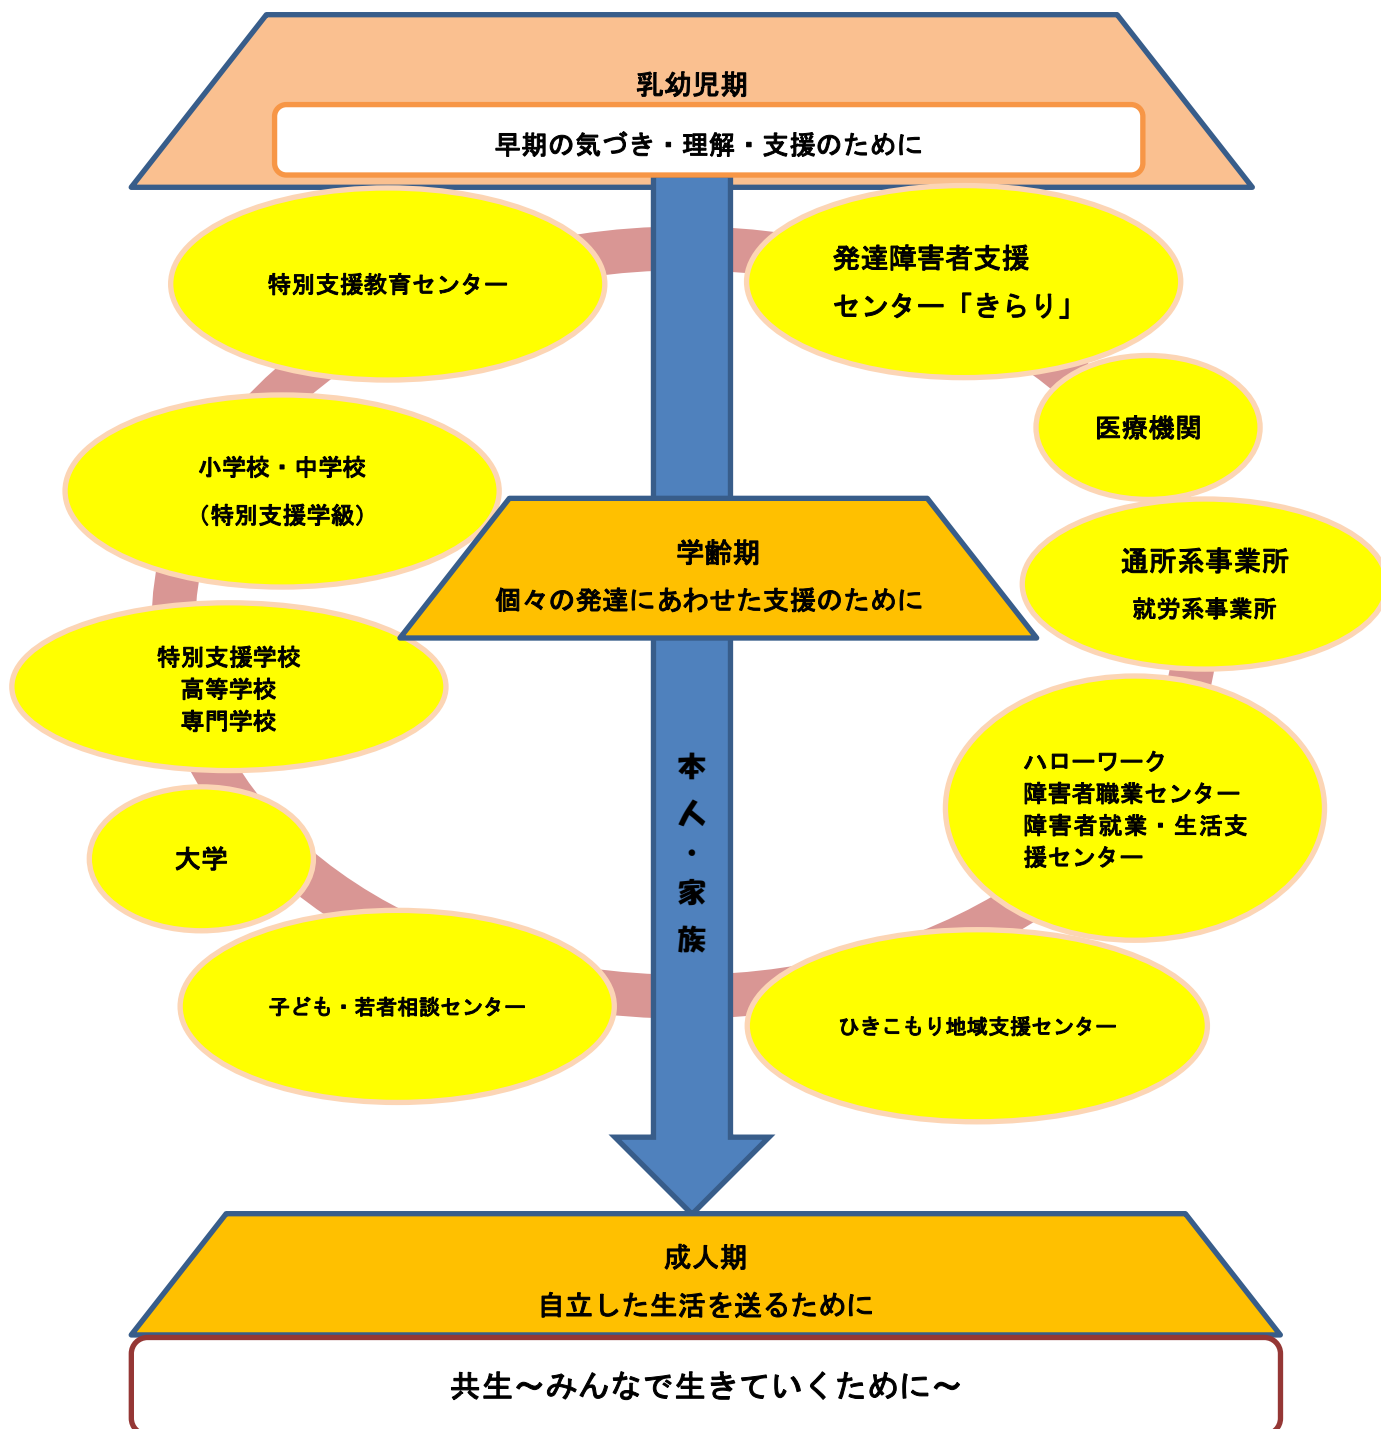 乳幼児期
早期の気づき・理解・支援のために
特別支援教育センター
発達障害者支援
センター「きらり」
医療機関
小学校・中学校
（特別支援学級）
学齢期
個々の発達にあわせた支援のために
通所系事業所
就労系事業所
特別支援学校
高等学校
専門学校
本人・家族
ハローワーク
障害者職業センター
障害者就業・生活支
援センター
大学
子ども・若者相談センター
ひきこもり地域支援センター
成人期
自立した生活を送るために
共生～みんなで生きていくために～